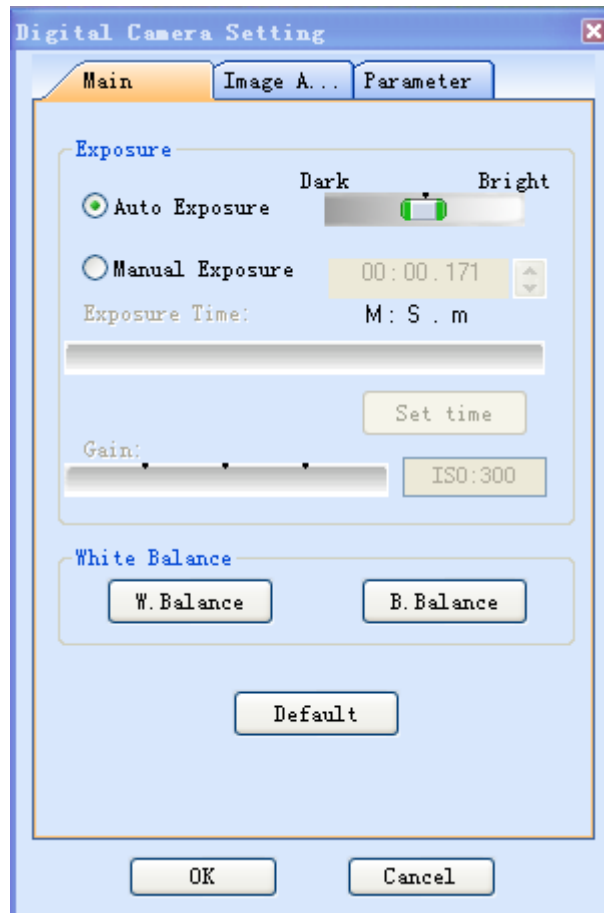 Digital Camera Setting
Main Image A... Parameter
Exposure
Dark Bright
Auto Exposure
Manual Exposure 00:00.171
Exposure Time: M: S . m
Set time
Gain:
ISO:300
White Balance
W.Balance B.Balance
Default
OK Cancel